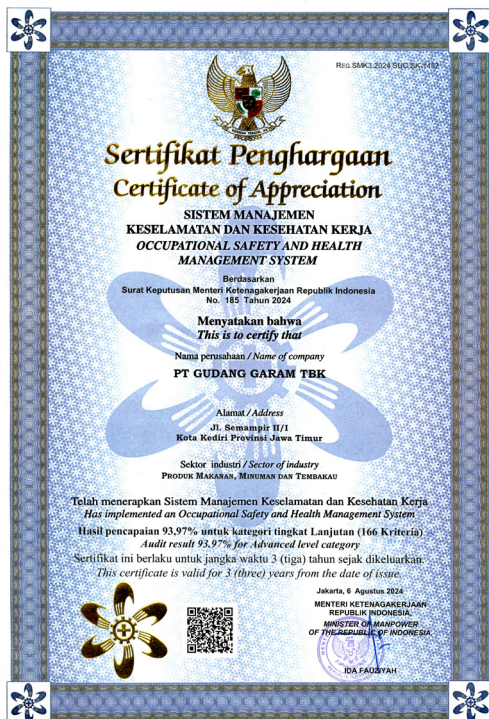 REG.SMK3.2024.SUC.SK-1482
Sertifikat Penghargaan
Certificate of Appreciation
SISTEM MANAJEMEN
KESELAMATAN DAN KESEHATAN KERJA
OCCUPATIONAL SAFETY AND HEALTH
MANAGEMENT SYSTEM
Berdasarkan
Surat Keputusan Menteri Ketenagakerjaan Republik Indonesia
No. 185 Tahun 2024
Menyatakan bahwa
This is to certify that
Nama perusahaan / Name of company
PT GUDANG GARAM TBK
Alamat / Address
Jl. Semampir II/I
Kota Kediri Provinsi Jawa Timur
Sektor industri / Sector of industry
PRODUK MAKANAN, MINUMAN DAN TEMBAKAU
Telah menerapkan Sistem Manajemen Keselamatan dan Kesehatan Kerja
Has implemented an Occupational Safety and Health Management System
Hasil pencapaian 93,97% untuk kategori tingkat Lanjutan (166 Kriteria)
Audit result 93.97% for Advanced level category
Sertifikat ini berlaku untuk jangka waktu 3 (tiga) tahun sejak dikeluarkan.
This certificate is valid for 3 (three) years from the date of issue
Jakarta, 6 Agustus 2024
MENTERI KETENAGAKERJAAN
REPUBLIK INDONESIA,
MINISTER OF MANPOWER
OF THE REPUBLIC OF INDONESIA,
IDA FAUZIYAH